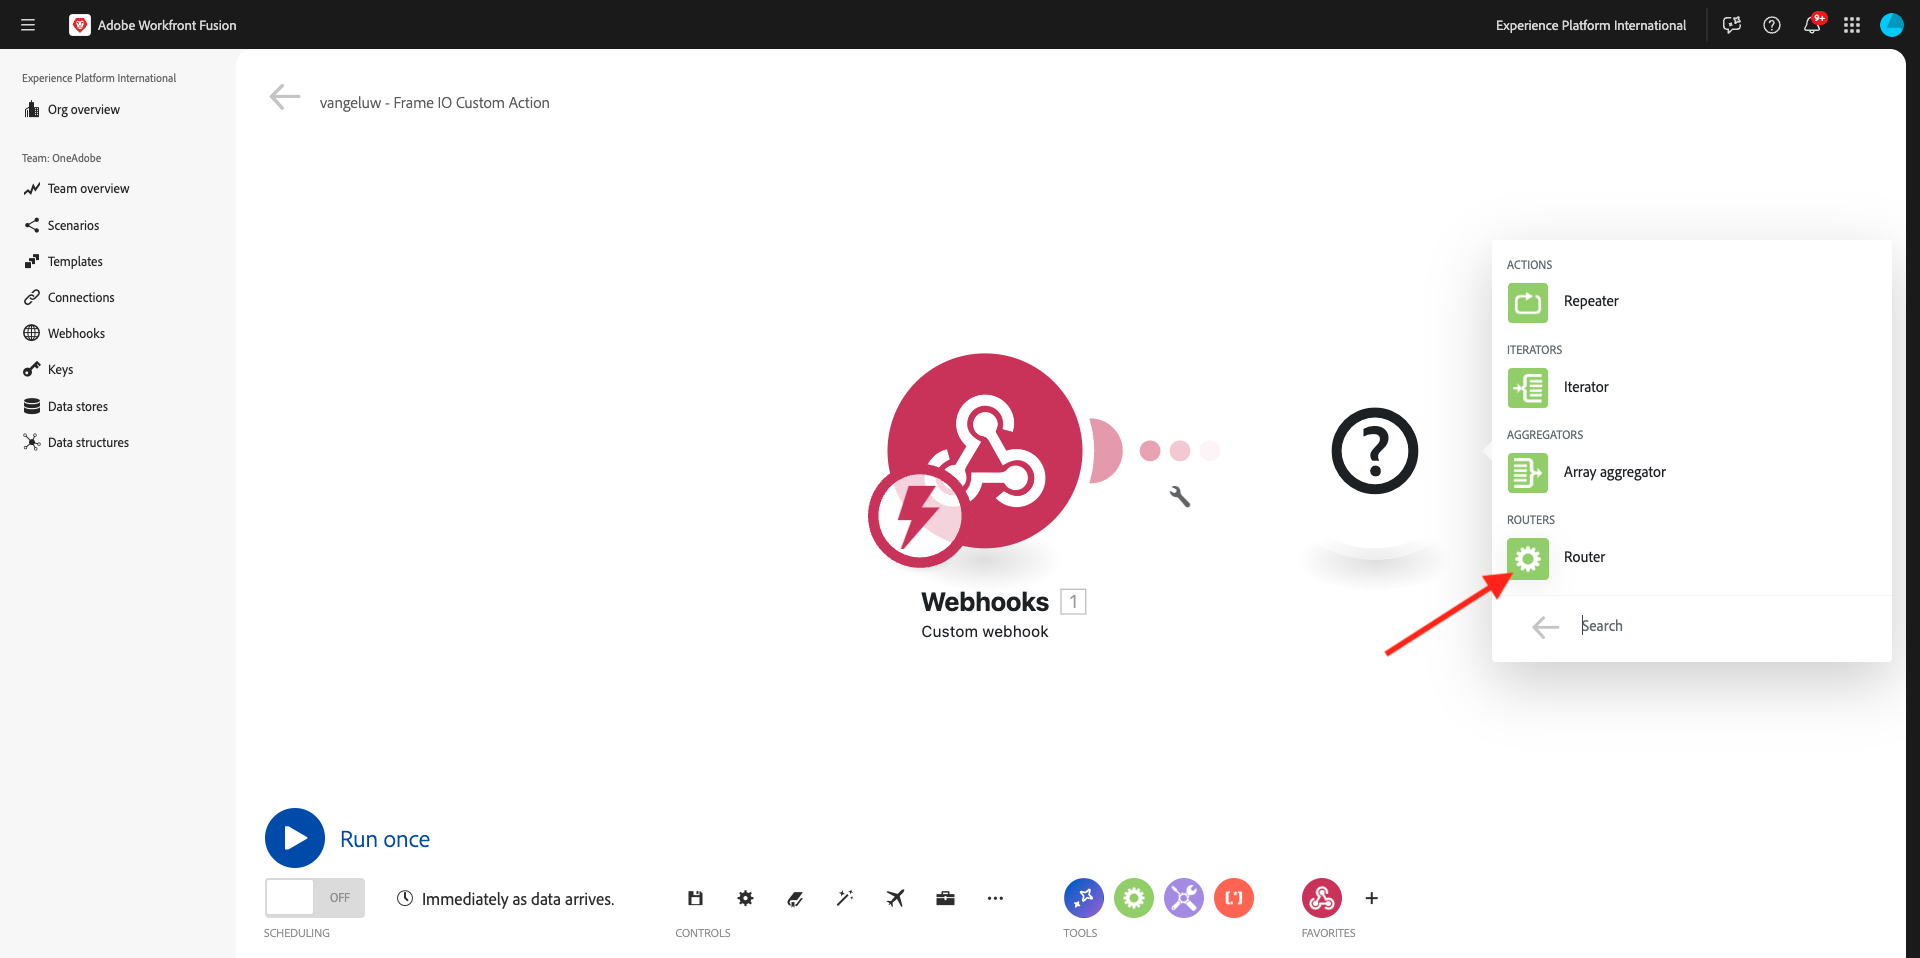 Adobe Workfront Fusion
Experience Platform International
9+
Experience Platform International
Org overview
Team: OneAdobe
Team overview
Scenarios
Templates
Connections
Webhooks
Keys
Data stores
Data structures
vangeluw - Frame IO Custom Action
Webhooks 1
Custom webhook
ACTIONS
Repeater
ITERATORS
Iterator
AGGREGATORS
Array aggregator
ROUTERS
Router
Search
Run once
OFF
Immediately as data arrives.
SCHEDULING
CONTROLS
TOOLS
FAVORITES